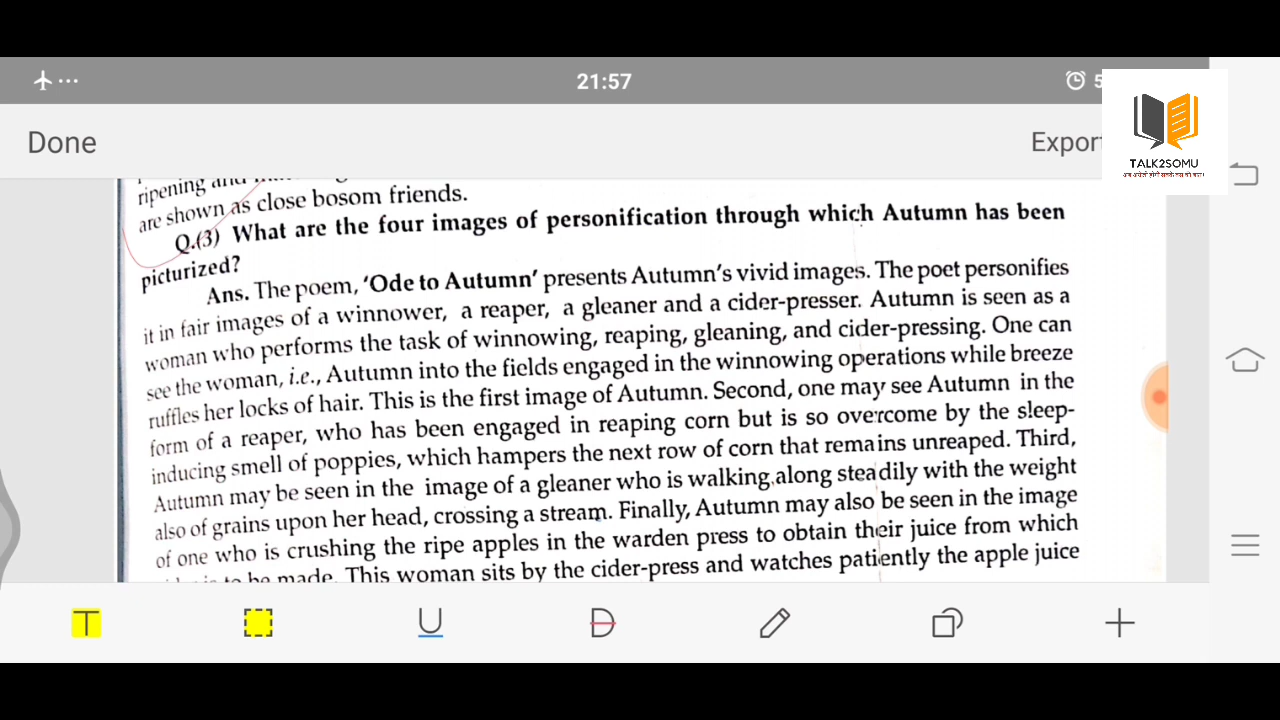 21:57
5
Done
Export
TALK2SOMU
ripening and
are shown as close bosom friends.
Q.(3) What are the four images of personification through which Autumn has been
picturized?
Ans. The poem, 'Ode to Autumn' presents Autumn's vivid images. The poet personifies
it in fair images of a winnower, a reaper, a gleaner and a cider-presser. Autumn is seen as a
woman who performs the task of winnowing, reaping, gleaning, and cider-pressing. One can
see the woman, i.e., Autumn into the fields engaged in the winnowing operations while breeze
ruffles her locks of hair. This is the first image of Autumn. Second, one may see Autumn in the
form of a reaper, who has been engaged in reaping corn but is so overcome by the sleep-
inducing smell of poppies, which hampers the next row of corn that remains unreaped. Third,
Autumn may be seen in the image of a gleaner who is walking along steadily with the weight
also of grains upon her head, crossing a stream. Finally, Autumn may also be seen in the image
of one who is crushing the ripe apples in the warden press to obtain their juice from which
to be made. This woman sits by the cider-press and watches patiently the apple juice